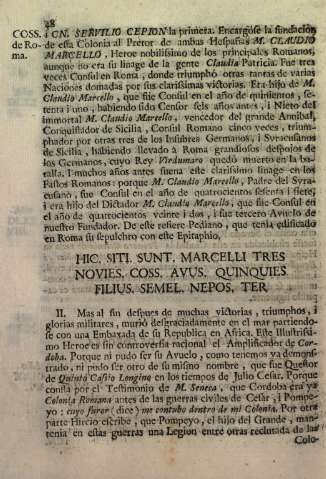 28
COSS. à CN. SERVILIO CEPION la primera. Encargóse la fundacion
de Ro- de esta Colonia al Pretor de ambas Hespañas M. CLAUDIO
ma. MARCELLO, Heroe nobilisimo de los principales Romanos,
aunque no era su linage de la gente Claudia Patricia. Fue tres
veces Consul en Roma, donde triumphó otras tantas de varias
Naciones domadas por sus clarisimas victorias. Era hijo de M.
Claudio Marcello, que fue Consul en el año de quinientos, se-
tenta i uno, habiendo sido Censor seis años antes, i Nieto del
immortal M. Claudio Marcello, vencedor del grande Annibal,
Conquistador de Sicilia, Consul Romano cinco veces, trium-
phador por otras tres de los Insubres Germanos, i Syracusanos
de Sicilia, habiendo llevado à Roma grandiosos despojos de
los Germanos, cuyo Rey Virdumaro quedó muerto en la ba-
talla. I muchos años antes suena este clarisimo linage en los
Fastos Romanos: porque M. Claudio Marcello, Padre del Syra-
cusano, fue Consul en el año de quatrocientos sesenta i siete,
i era hijo del Dictador M. Claudio Marcello, que fue Consul en
el año de quatrocientos veinte i dos, i fue tercero Avuelo de
nuestro Fundador. De este refiere Pediano, que tenia edificado
en Roma su sepulchro con este Epitaphio.
HIC. SITI. SUNT. MARCELLI TRES
NOVIES. COSS. AVUS. QUINQUIES
FILIUS. SEMEL. NEPOS, TER
II. Mas al fin despues de muchas victorias, triumphos, i
glorias militares, murió desgraciadamente en el mar partiendo-
se con una Embaxada de su Republica en Africa. Este Illustrisi-
mo Heroe es sin controversia racional el Amplificador de Cor-
doba. Porque ni pudo ser su Avuelo, como tenemos ya demons-
trado, ni pudo ser otro de su mismo nombre, que fue Questor
de Quinto Casio Longino en los tiempos de Julio Cesar. Porque
consta por el Testimonio de M. Seneca, que Cordoba era ya
Colonia Romana antes de las guerras civiles de Cesar, i Pompe-
yo: cuyo furor (dice) me contubo dentro de mi Colonia. Por otra
parte Hircio escribe, que Pompeyo, el hijo del Grande, man-
tenia en estas guerras una Legion entre otras reclutada de las
Colo-